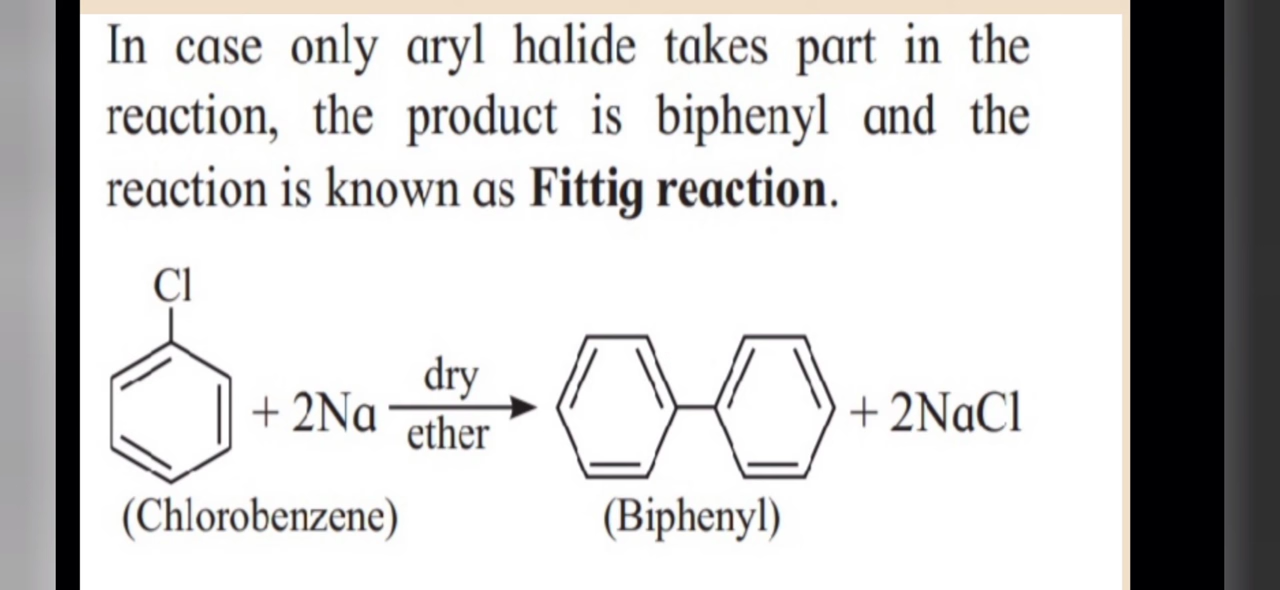 In case only aryl halide takes part in the
reaction, the product is biphenyl and the
reaction is known as Fittig reaction.
Cl
+ 2Na dry ether + 2NaCl
(Chlorobenzene) (Biphenyl)